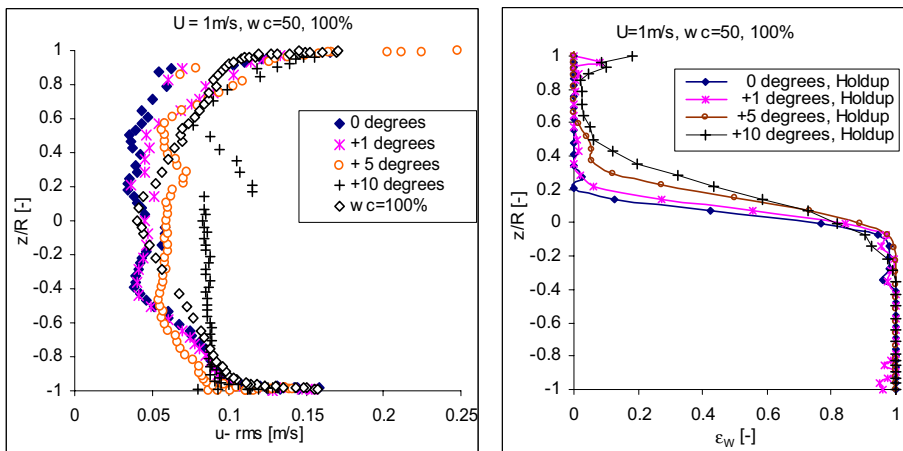 U = 1m/s, wc=50, 100%
1
0.8
0.6
0.4
0.2
0
-0.2
-0.4
-0.6
-0.8
-1
z/R [-]
0 degrees
+1 degrees
+ 5 degrees
+10 degrees
wc=100%
0
0.05
0.1
0.15
0.2
0.25
u- rms [m/s]
U=1m/s, wc=50, 100%
1
0.8
0.6
0.4
0.2
0
-0.2
-0.4
-0.6
-0.8
-1
z/R [-]
0 degrees, Holdup
+1 degrees, Holdup
+5 degrees, Holdup
+10 degrees, Holdup
0
0.2
0.4
0.6
0.8
1
εW [-]